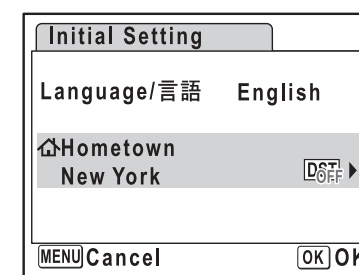 Initial Setting
Language/言語 English
Hometown
New York DST OFF
MENU Cancel OK OK